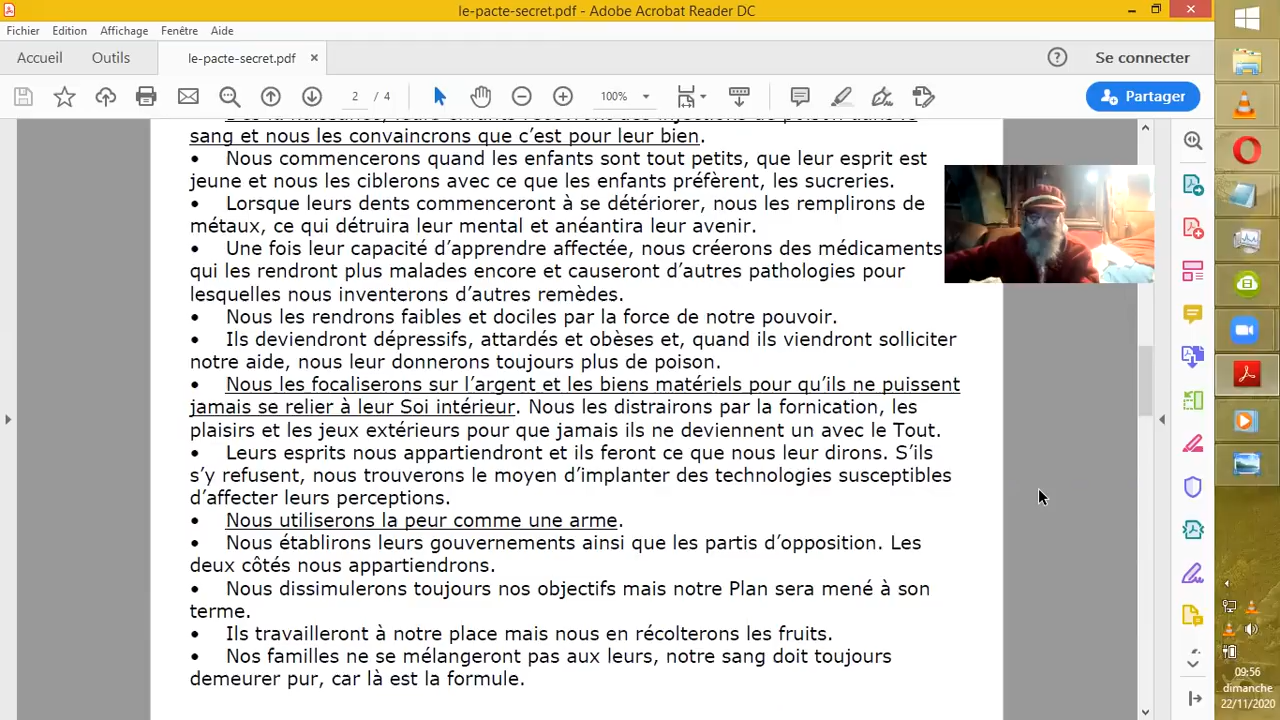 le-pacte-secret.pdf - Adobe Acrobat Reader DC
Fichier Edition Affichage Fenêtre Aide
Accueil Outils le-pacte-secret.pdf × Se connecter
2 / 4 100% Partager
sang et nous les convaincrons que c’est pour leur bien.
• Nous commencerons quand les enfants sont tout petits, que leur esprit est
jeune et nous les ciblerons avec ce que les enfants préfèrent, les sucreries.
• Lorsque leurs dents commenceront à se détériorer, nous les remplirons de
métaux, ce qui détruira leur mental et anéantira leur avenir.
• Une fois leur capacité d’apprendre affectée, nous créerons des médicaments
qui les rendront plus malades encore et causeront d’autres pathologies pour
lesquelles nous inventerons d’autres remèdes.
• Nous les rendrons faibles et dociles par la force de notre pouvoir.
• Ils deviendront dépressifs, attardés et obèses et, quand ils viendront solliciter
notre aide, nous leur donnerons toujours plus de poison.
• Nous les focaliserons sur l’argent et les biens matériels pour qu’ils ne puissent
jamais se relier à leur Soi intérieur. Nous les distrairons par la fornication, les
plaisirs et les jeux extérieurs pour que jamais ils ne deviennent un avec le Tout.
• Leurs esprits nous appartiendront et ils feront ce que nous leur dirons. S’ils
s’y refusent, nous trouverons le moyen d’implanter des technologies susceptibles
d’affecter leurs perceptions.
• Nous utiliserons la peur comme une arme.
• Nous établirons leurs gouvernements ainsi que les partis d’opposition. Les
deux côtés nous appartiendrons.
• Nous dissimulerons toujours nos objectifs mais notre Plan sera mené à son
terme.
• Ils travailleront à notre place mais nous en récolterons les fruits.
• Nos familles ne se mélangeront pas aux leurs, notre sang doit toujours
demeurer pur, car là est la formule.
09:56
dimanche
22/11/2020